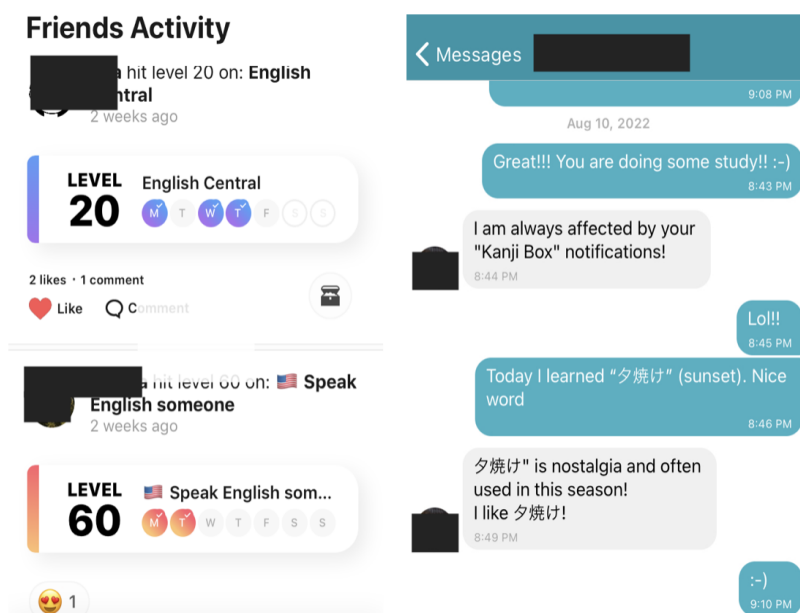 Friends Activity
hit level 20 on: English
ntral
2 weeks ago
LEVEL
20
English Central
M T W T F S S
2 likes · 1 comment
Like
Comment
hit level 60 on: 🇺🇸 Speak
English someone
2 weeks ago
LEVEL
60
🇺🇸 Speak English som...
M T W T F S S
😍 1
Messages
9:08 PM
Aug 10, 2022
Great!!! You are doing some study!! :-)
8:43 PM
I am always affected by your
"Kanji Box" notifications!
8:44 PM
Lol!!
8:45 PM
Today I learned “夕焼け” (sunset). Nice
word
8:46 PM
夕焼け" is nostalgia and often
used in this season!
I like 夕焼け!
8:49 PM
:-)
9:10 PM